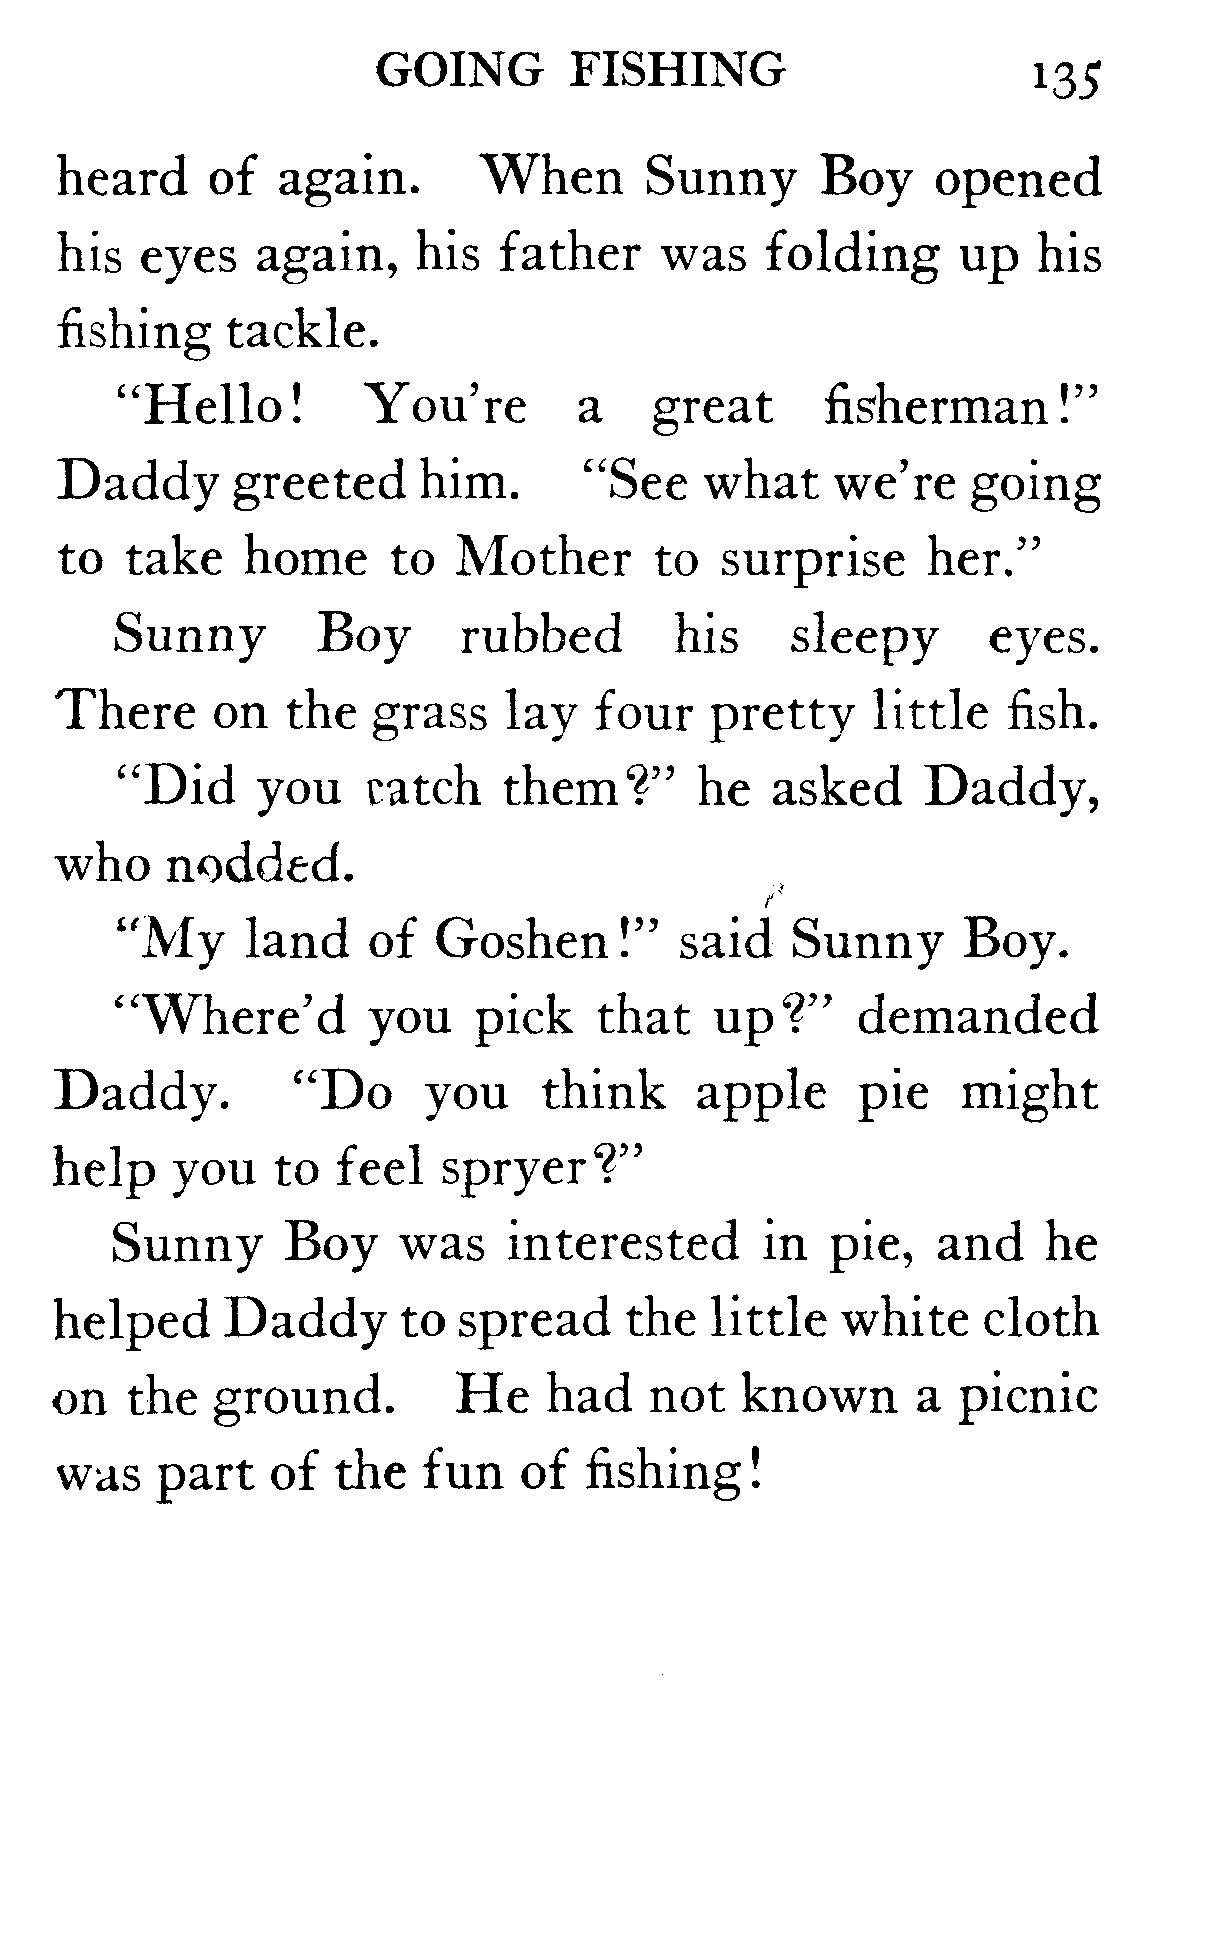 GOING FISHING 135
heard of again. When Sunny Boy opened
his eyes again, his father was folding up his
fishing tackle.
"Hello! You're a great fisherman!"
Daddy greeted him. "See what we're going
to take home to Mother to surprise her."
Sunny Boy rubbed his sleepy eyes.
There on the grass lay four pretty little fish.
"Did you catch them?" he asked Daddy,
who nodded.
"My land of Goshen!" said Sunny Boy.
"Where'd you pick that up?" demanded
Daddy. "Do you think apple pie might
help you to feel spryer?"
Sunny Boy was interested in pie, and he
helped Daddy to spread the little white cloth
on the ground. He had not known a picnic
was part of the fun of fishing!